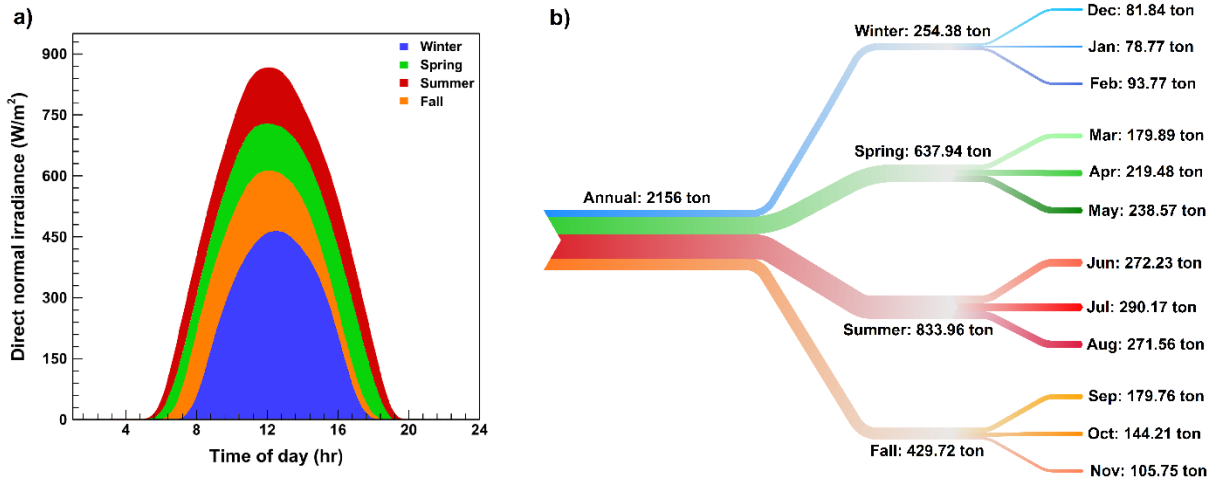 a)
900
750
600
450
300
150
0
4
8
12
16
20
24
Direct normal irradiance (W/m²)
Time of day (hr)
Winter
Spring
Summer
Fall
b)
Annual: 2156 ton
Winter: 254.38 ton
Dec: 81.84 ton
Jan: 78.77 ton
Feb: 93.77 ton
Spring: 637.94 ton
Mar: 179.89 ton
Apr: 219.48 ton
May: 238.57 ton
Summer: 833.96 ton
Jun: 272.23 ton
Jul: 290.17 ton
Aug: 271.56 ton
Fall: 429.72 ton
Sep: 179.76 ton
Oct: 144.21 ton
Nov: 105.75 ton